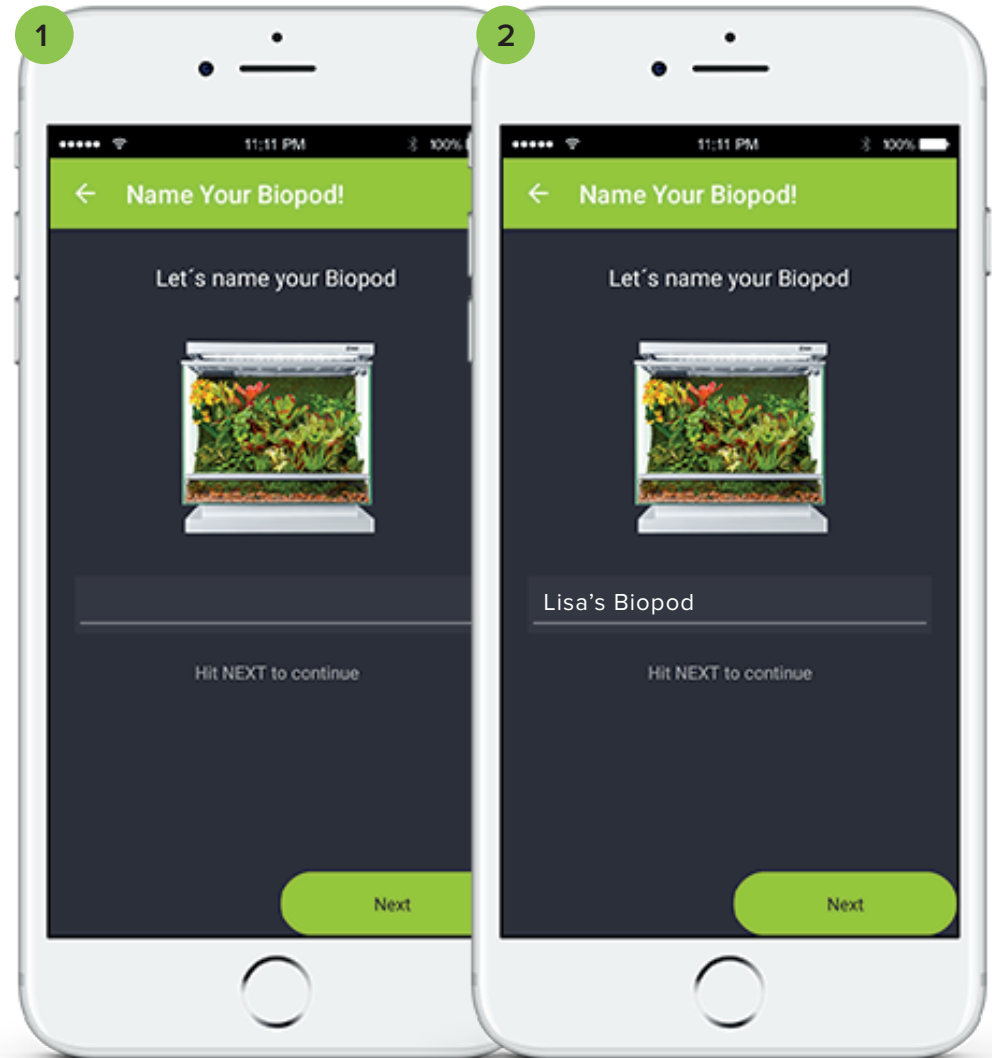 1
11:11 PM
100%
Name Your Biopod!
Let´s name your Biopod
Hit NEXT to continue
Next
2
11:11 PM
100%
Name Your Biopod!
Let´s name your Biopod
Lisa's Biopod
Hit NEXT to continue
Next